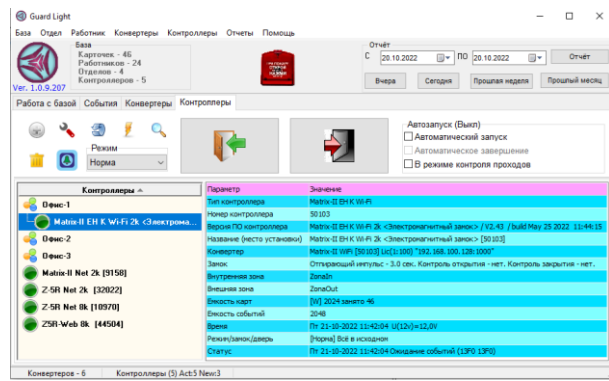 Guard Light
База Отдел Работник Конвертеры Контроллеры Отчеты Помощь
База
Карточек - 46
Работников - 24
Отделов - 4
Контроллеров - 5
Ver. 1.0.9.207
Отчёт
С 20.10.2022 ПО 20.10.2022 Отчёт
Вчера Сегодня Прошлая неделя Прошлый месяц
Работа с базой События Конвертеры Контроллеры
Режим
Норма
Автозапуск (Выкл)
Автоматический запуск
Автоматическое завершение
В режиме контроля проходов
Контроллеры
Офис-1
Matrix-II EH K Wi-Fi 2k <Электрома...
Офис-2
Офис-3
Matrix-II Net 2k [9158]
Z-5R Net 2k [32022]
Z-5R Net 8k [10970]
Z5R-Web 8k [44504]
Параметр Значение
Тип контроллера Matrix-II EH K Wi-Fi
Номер контроллера 50103
Версия ПО контроллера Matrix-II EH K Wi-Fi 2k <Электромагнитный замок> / V2.43 / build May 25 2022 11:44:15
Название (место установки) Matrix-II EH K Wi-Fi 2k <Электромагнитный замок> [50103]
Конвертер Matrix-II WiFi [50103] Lic(1:100) "192.168.100.128:1000"
Замок Отпирающий импульс - 3.0 сек. Контроль открытия - нет. Контроль закрытия - нет.
Внутренняя зона ZonaIn
Внешняя зона ZonaOut
Емкость карт [W] 2024 занято 46
Емкость событий 2048
Время Пт 21-10-2022 11:42:04 U(12v)=12,0V
Режим/замок/дверь [Норма] Всё в исходном
Статус Пт 21-10-2022 11:42:04 Ожидание событий (13F0 13F0)
Конвертеров - 6 Контроллеры (5) Act:5 New:3